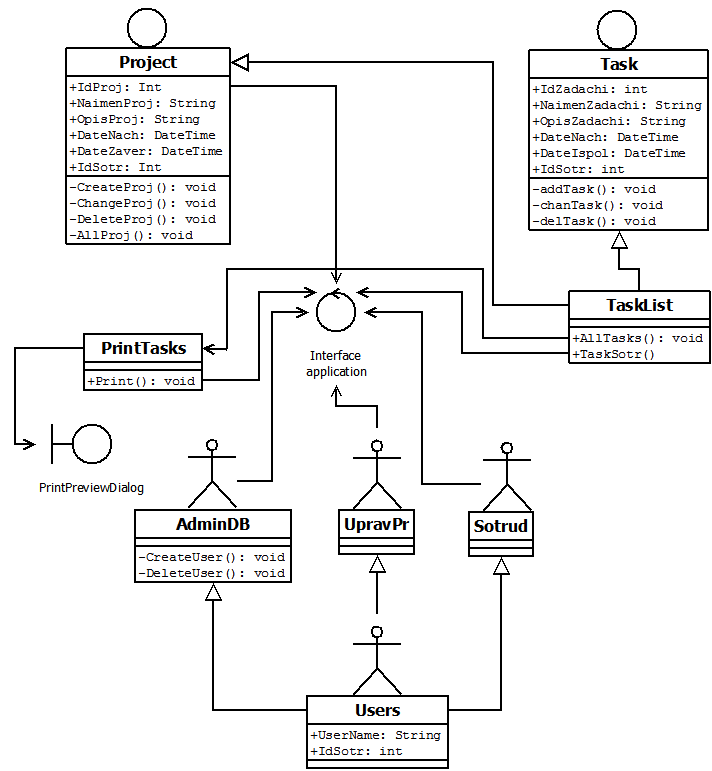 Project
+IdProj: Int
+NaimenProj: String
+OpisProj: String
+DateNach: DateTime
+DateZaver: DateTime
+IdSotr: Int
-CreateProj(): void
-ChangeProj(): void
-DeleteProj(): void
-AllProj(): void
Task
+IdZadachi: int
+NaimenZadachi: String
+OpisZadachi: String
+DateNach: DateTime
+DateIspol: DateTime
+IdSotr: int
-addTask(): void
-chanTask(): void
-delTask(): void
TaskList
+AllTasks(): void
+TaskSotr()
PrintTasks
+Print(): void
Interface
application
PrintPreviewDialog
AdminDB
-CreateUser(): void
-DeleteUser(): void
UpravPr
Sotrud
Users
+UserName: String
+IdSotr: int